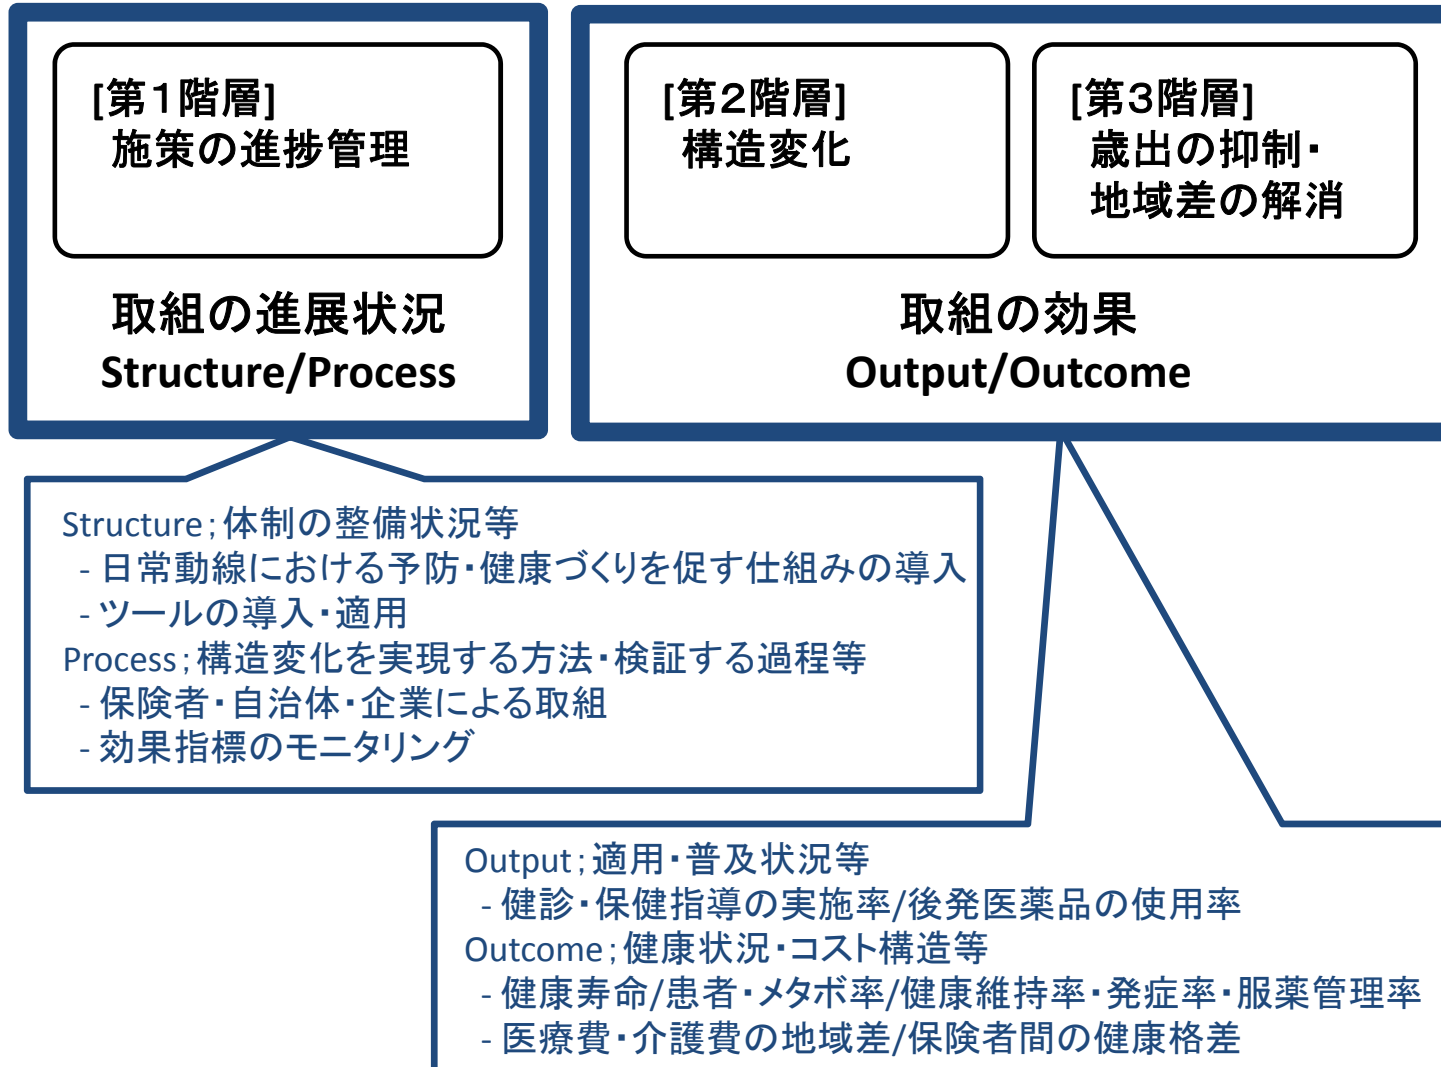 [第1階層]
施策の進捗管理
取組の進展状況
Structure/Process
[第2階層]
構造変化
[第3階層]
歳出の抑制・
地域差の解消
取組の効果
Output/Outcome
Structure;体制の整備状況等
- 日常動線における予防・健康づくりを促す仕組みの導入
- ツールの導入・適用
Process;構造変化を実現する方法・検証する過程等
- 保険者・自治体・企業による取組
- 効果指標のモニタリング
Output;適用・普及状況等
- 健診・保健指導の実施率/後発医薬品の使用率
Outcome;健康状況・コスト構造等
- 健康寿命/患者・メタボ率/健康維持率・発症率・服薬管理率
- 医療費・介護費の地域差/保険者間の健康格差